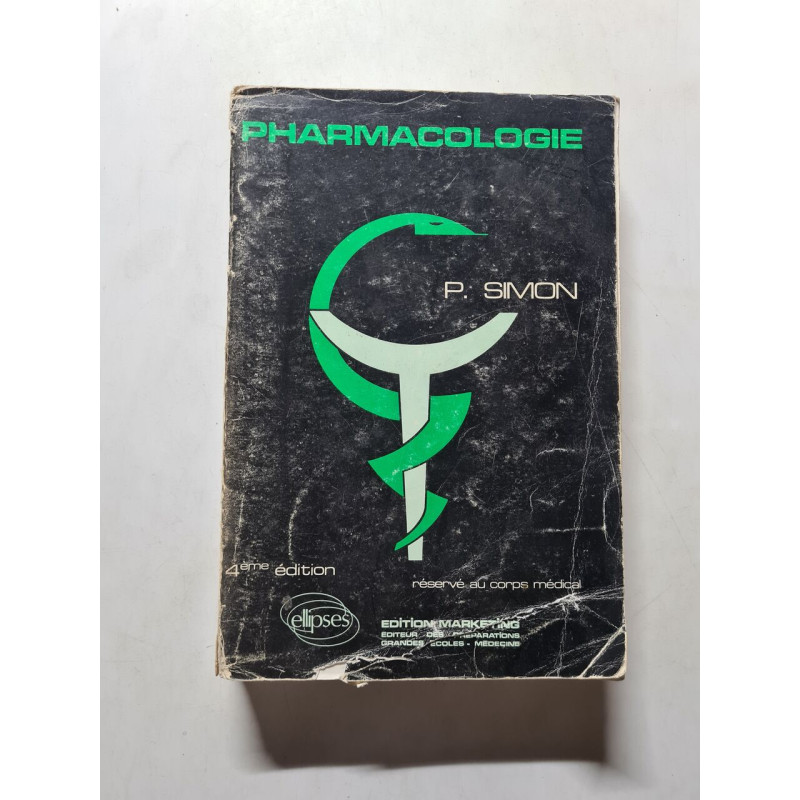 PHARMACOLOGIE
P. SIMON
4ème édition
réservé au corps médical
ellipses
EDITION MARKETING
EDITEUR DES PREPARATIONS
GRANDES ECOLES - MEDECINE